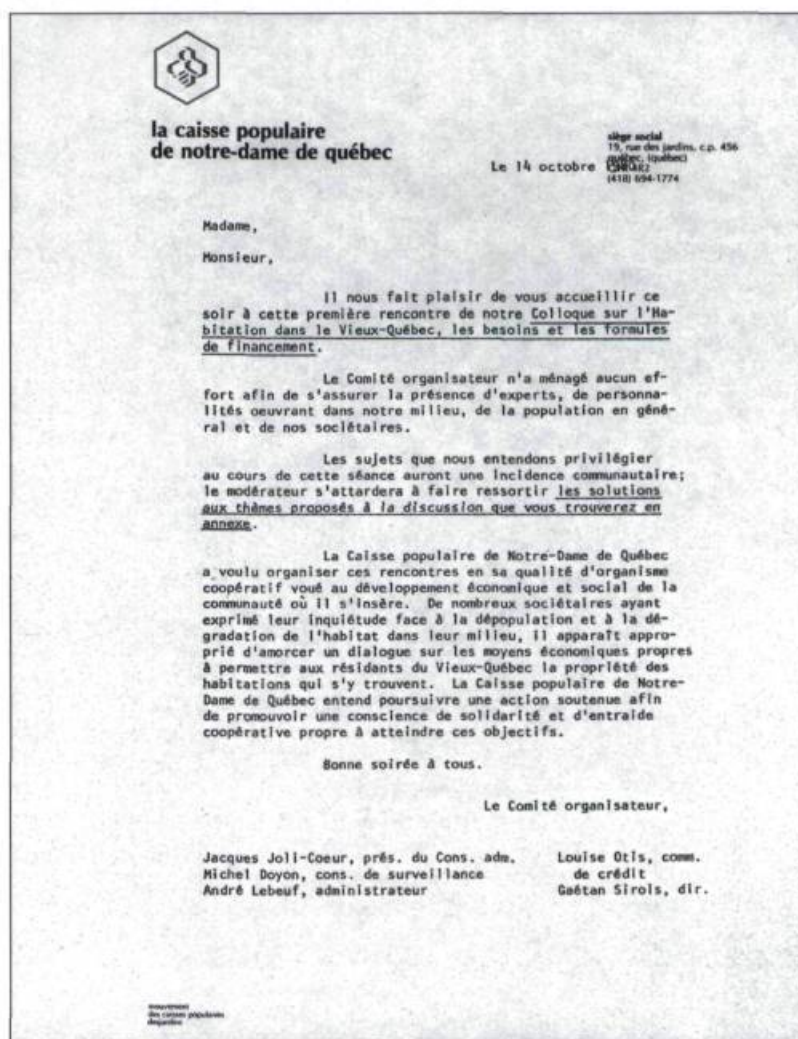 la caisse populaire
de notre-dame de québec
siège social
19, rue des jardins, c.p. 456
québec, (québec)
(418) 694-1774
Le 14 octobre
Madame,
Monsieur,
Il nous fait plaisir de vous accueillir ce
soir à cette première rencontre de notre Colloque sur l'Ha-
bitation dans le Vieux-Québec, les besoins et les formules
de financement.
Le Comité organisateur n'a ménagé aucun ef-
fort afin de s'assurer la présence d'experts, de personna-
lités oeuvrant dans notre milieu, de la population en géné-
ral et de nos sociétaires.
Les sujets que nous entendons privilégier
au cours de cette séance auront une incidence communautaire;
le modérateur s'attardera à faire ressortir les solutions
aux thèmes proposés à la discussion que vous trouverez en
annexe.
La Caisse populaire de Notre-Dame de Québec
a voulu organiser ces rencontres en sa qualité d'organisme
coopératif voué au développement économique et social de la
communauté où il s'insère. De nombreux sociétaires ayant
exprimé leur inquiétude face à la dépopulation et à la dé-
gradation de l'habitat dans leur milieu, il apparaît appro-
prié d'amorcer un dialogue sur les moyens économiques propres
à permettre aux résidants du Vieux-Québec la propriété des
habitations qui s'y trouvent. La Caisse populaire de Notre-
Dame de Québec entend poursuivre une action soutenue afin
de promouvoir une conscience de solidarité et d'entraide
coopérative propre à atteindre ces objectifs.
Bonne soirée à tous.
Le Comité organisateur,
Jacques Joli-Coeur, prés. du Cons. adm.
Michel Doyon, cons. de surveillance
André Lebeuf, administrateur
Louise Otis, comm.
de crédit
Gaétan Sirois, dir.
mouvement
des caisses populaires
desjardins